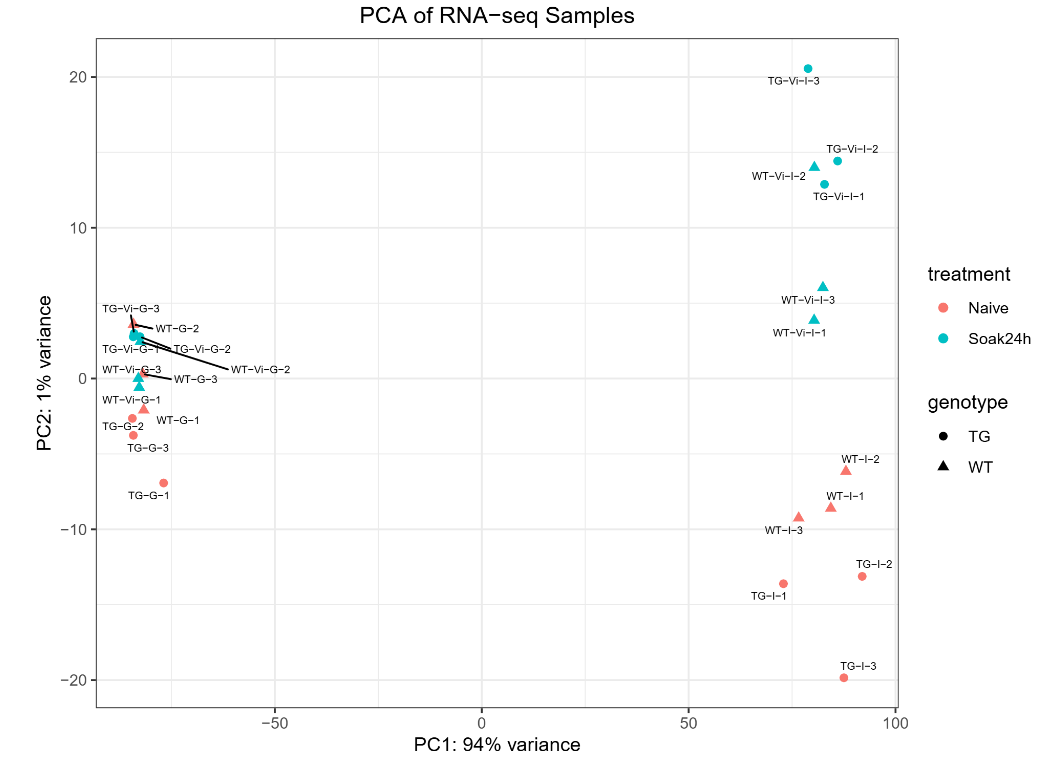 PCA of RNA−seq Samples
PC2: 1% variance
20
10
0
−10
−20
TG−Vi−I−3
TG−Vi−I−2
WT−Vi−I−2
TG−Vi−I−1
WT−Vi−I−3
WT−Vi−I−1
TG−Vi−G−3
WT−G−2
TG−Vi−G−1
TG−Vi−G−2
WT−Vi−G−3
WT−G−3
WT−Vi−G−2
WT−Vi−G−1
WT−G−1
TG−G−2
TG−G−3
TG−G−1
WT−I−2
WT−I−1
WT−I−3
TG−I−2
TG−I−1
TG−I−3
−50
0
50
100
PC1: 94% variance
treatment
Naive
Soak24h
genotype
TG
WT